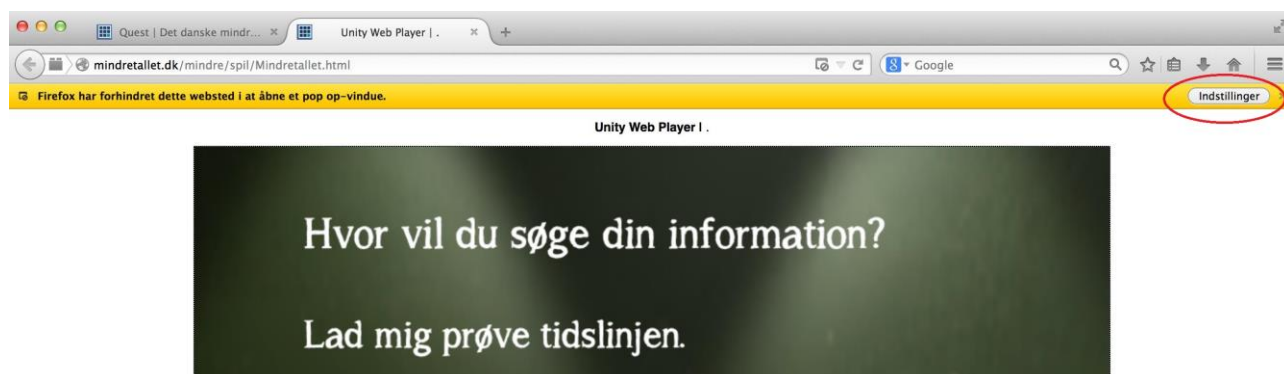 Quest | Det danske mindr...
Unity Web Player | .
mindretallet.dk/mindre/spil/Mindretallet.html
Google
Firefox har forhindret dette websted i at åbne et pop op-vindue.
Indstillinger
Unity Web Player | .
Hvor vil du søge din information?
Lad mig prøve tidslinjen.